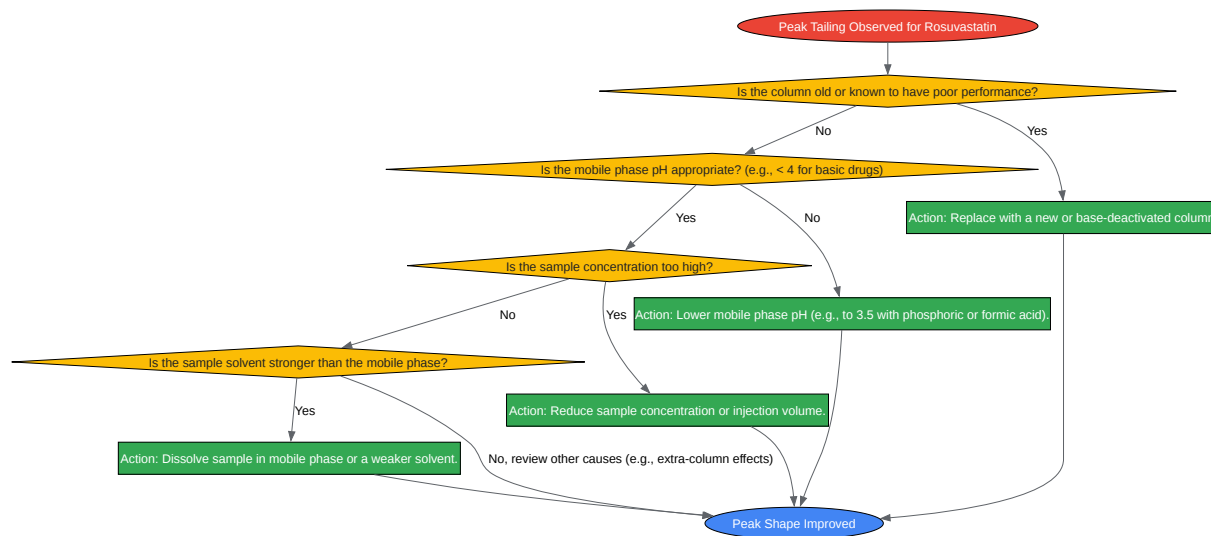 Peak Tailing Observed for Rosuvastatin
Is the column old or known to have poor performance?
No
Yes
Is the mobile phase pH appropriate? (e.g., < 4 for basic drugs)
Yes
No
Action: Replace with a new or base-deactivated column
Is the sample concentration too high?
No
Yes
Action: Lower mobile phase pH (e.g., to 3.5 with phosphoric or formic acid).
Is the sample solvent stronger than the mobile phase?
Yes
Action: Reduce sample concentration or injection volume.
Action: Dissolve sample in mobile phase or a weaker solvent.
No, review other causes (e.g., extra-column effects)
Peak Shape Improved